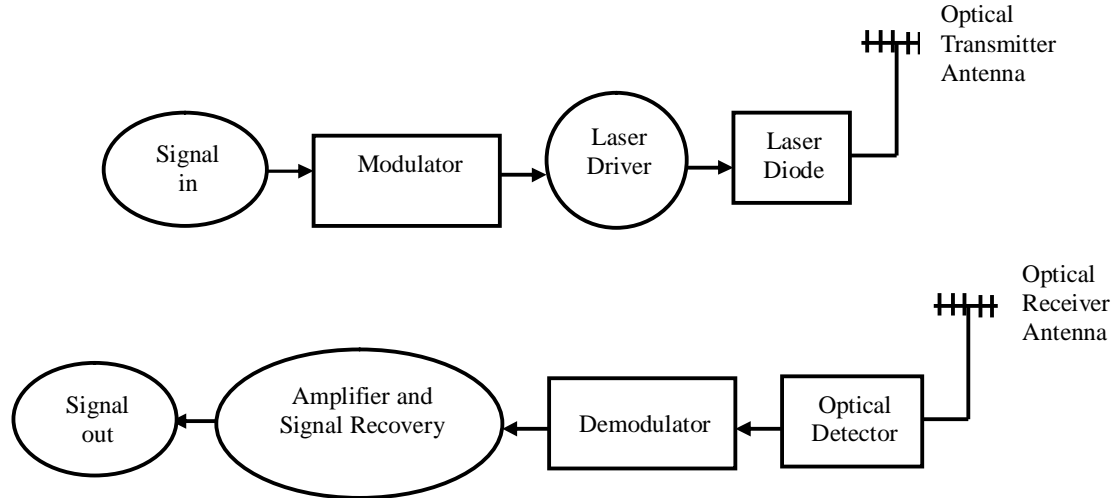 Optical
Transmitter
Antenna
Signal
in
Modulator
Laser
Driver
Laser
Diode
Optical
Receiver
Antenna
Signal
out
Amplifier and
Signal Recovery
Demodulator
Optical
Detector